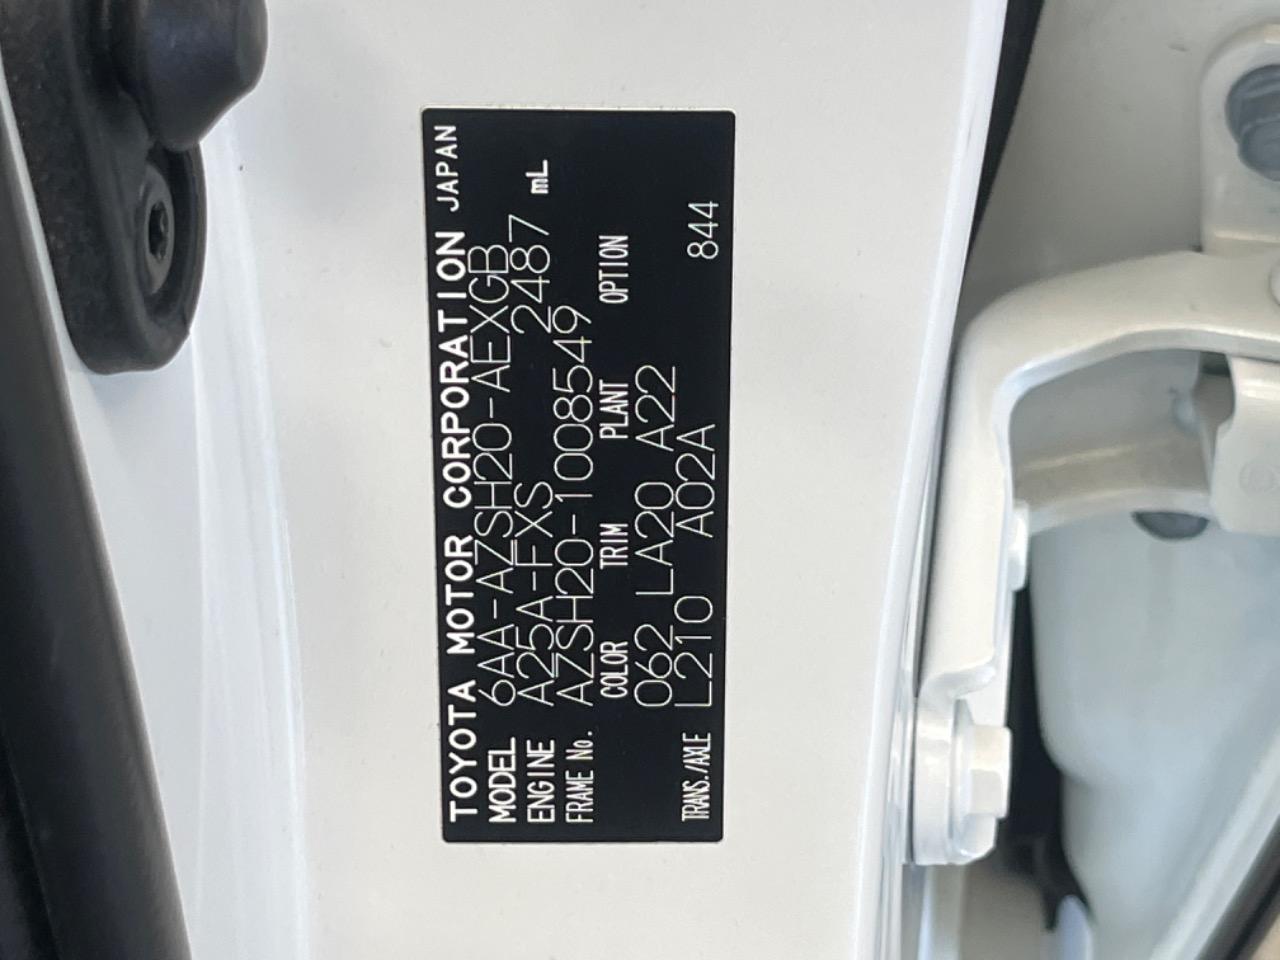 TOYOTA MOTOR CORPORATION JAPAN
MODEL 6AA-AZSH20-AEXGB
ENGINE A25A-FXS 2487 mL
FRAME No. AZSH20-1008549
COLOR TRIM PLANT OPTION
062 LA20 A22
TRANS./AXLE L210 A02A 844